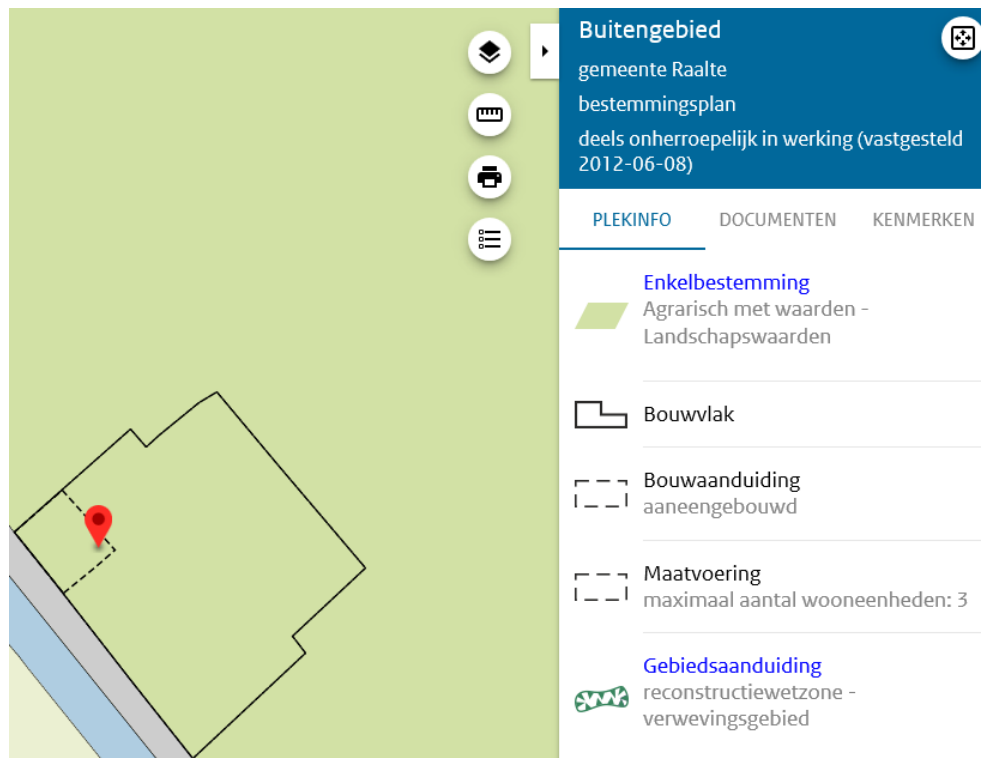 Buitengebied
gemeente Raalte
bestemmingsplan
deels onherroepelijk in werking (vastgesteld
2012-06-08)
PLEKINFO DOCUMENTEN KENMERKEN
Enkelbestemming
Agrarisch met waarden -
Landschapswaarden
Bouwvlak
Bouwaanduiding
aaneengebouwd
Maatvoering
maximaal aantal wooneenheden: 3
Gebiedsaanduiding
reconstructiewetzone -
verwevingsgebied